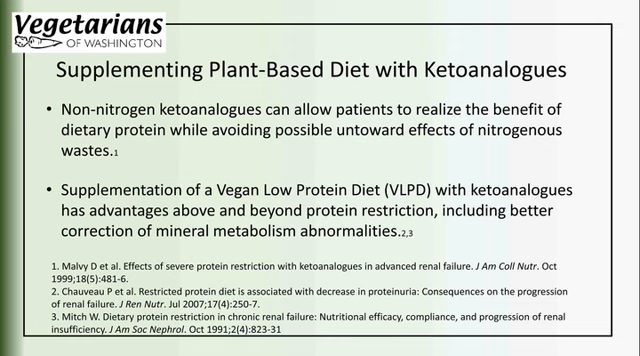 Vegetarians
OF WASHINGTON
Supplementing Plant-Based Diet with Ketoanalogues
• Non-nitrogen ketoanalogues can allow patients to realize the benefit of
dietary protein while avoiding possible untoward effects of nitrogenous
wastes.1
• Supplementation of a Vegan Low Protein Diet (VLPD) with ketoanalogues
has advantages above and beyond protein restriction, including better
correction of mineral metabolism abnormalities.2,3
1. Malvy D et al. Effects of severe protein restriction with ketoanalogues in advanced renal failure. J Am Coll Nutr. Oct
1999;18(5):481-6.
2. Chauveau P et al. Restricted protein diet is associated with decrease in proteinuria: Consequences on the progression
of renal failure. J Ren Nutr. Jul 2007;17(4):250-7.
3. Mitch W. Dietary protein restriction in chronic renal failure: Nutritional efficacy, compliance, and progression of renal
insufficiency. J Am Soc Nephrol. Oct 1991;2(4):823-31